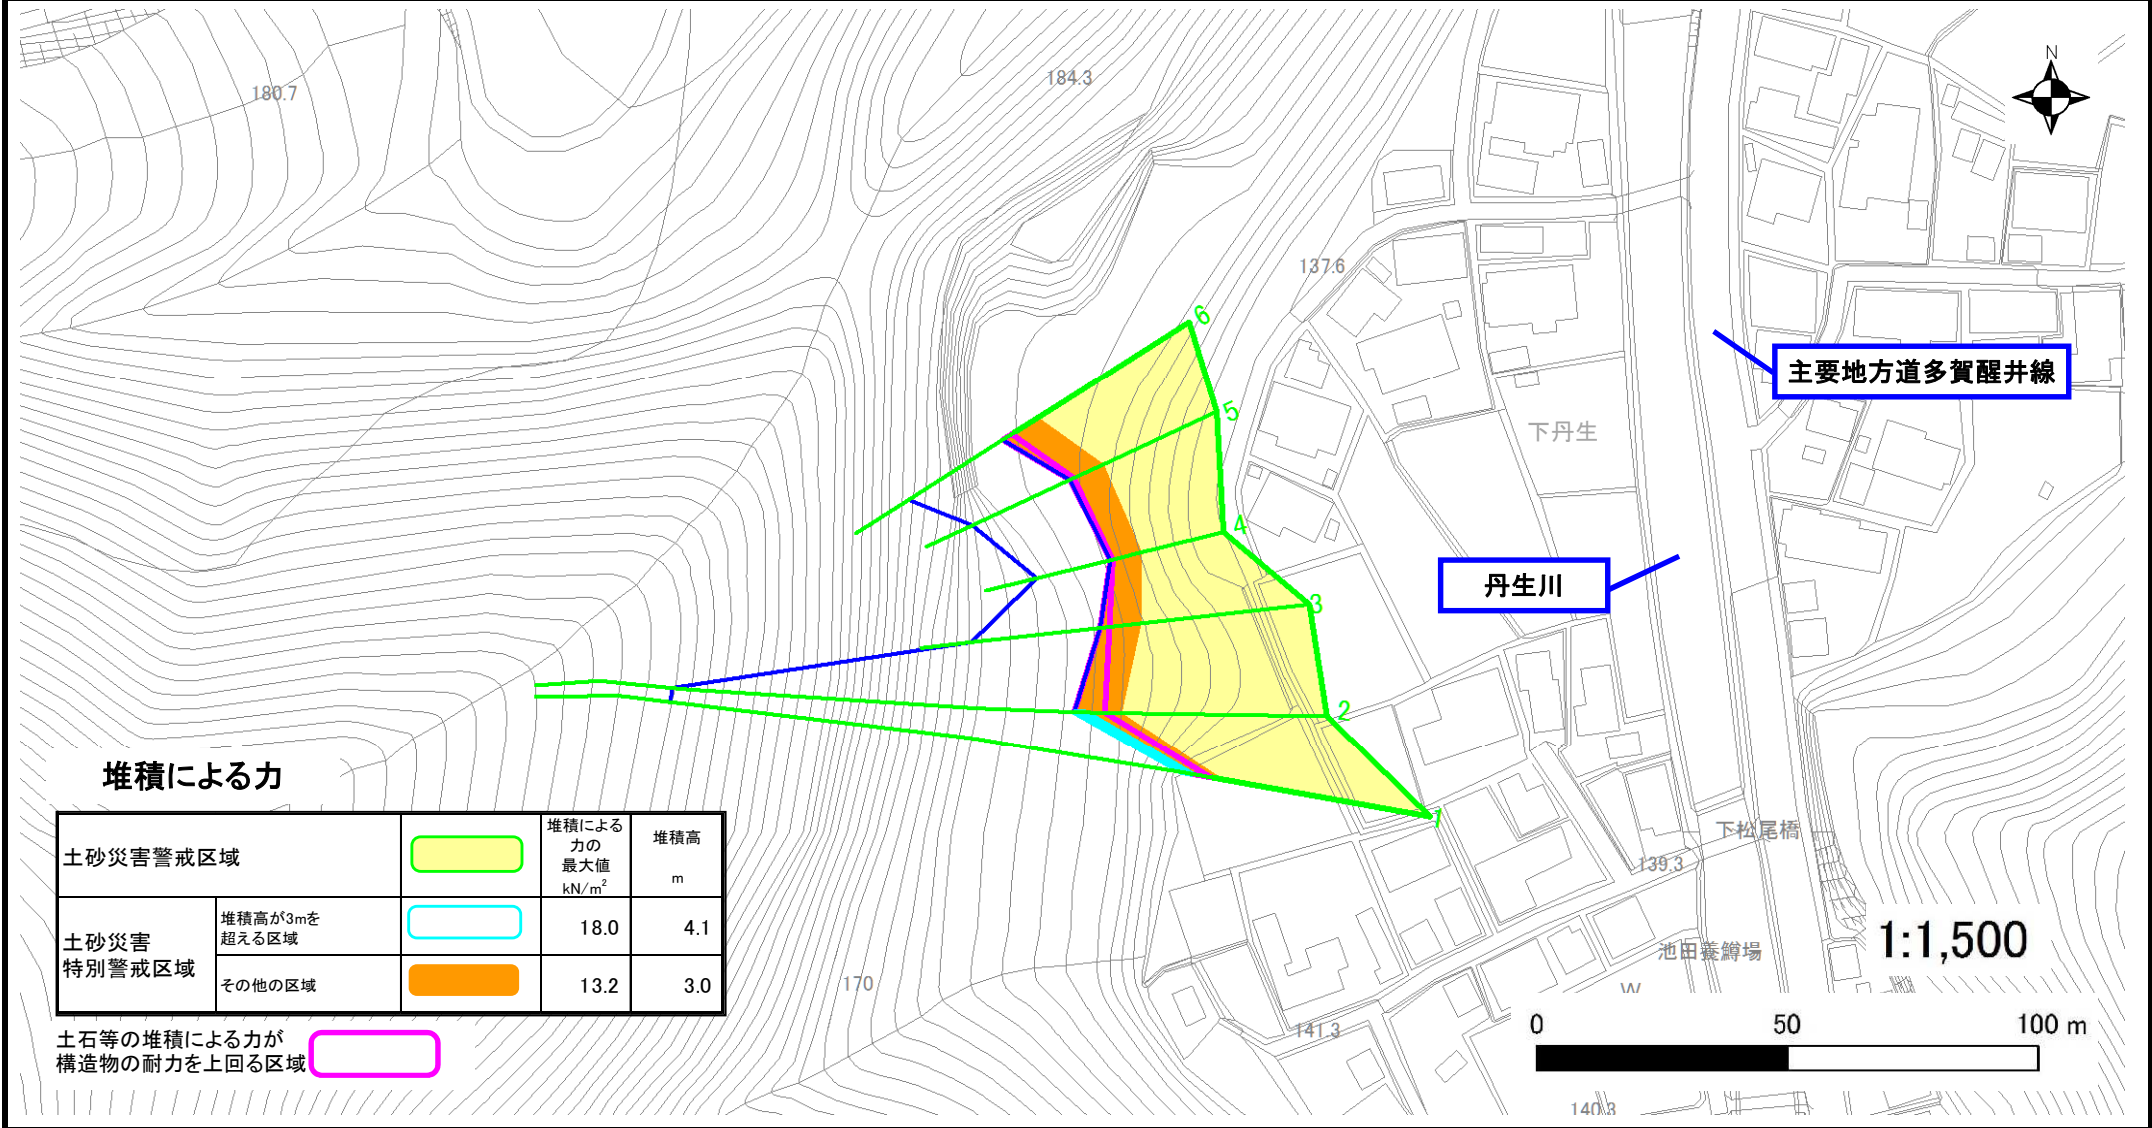 N
180.7
184.3
137.6
6
5
4
3
2
1
主要地方道多賀醒井線
下丹生
丹生川
下松尾橋
139.3
池田養鱒場
W
141.3
140.3
170
堆積による力
土砂災害警戒区域
堆積による
力の
最大値
kN/m²
堆積高
m
土砂災害
特別警戒区域
堆積高が3mを
超える区域
18.0
4.1
その他の区域
13.2
3.0
土石等の堆積による力が
構造物の耐力を上回る区域
1:1,500
0
50
100 m